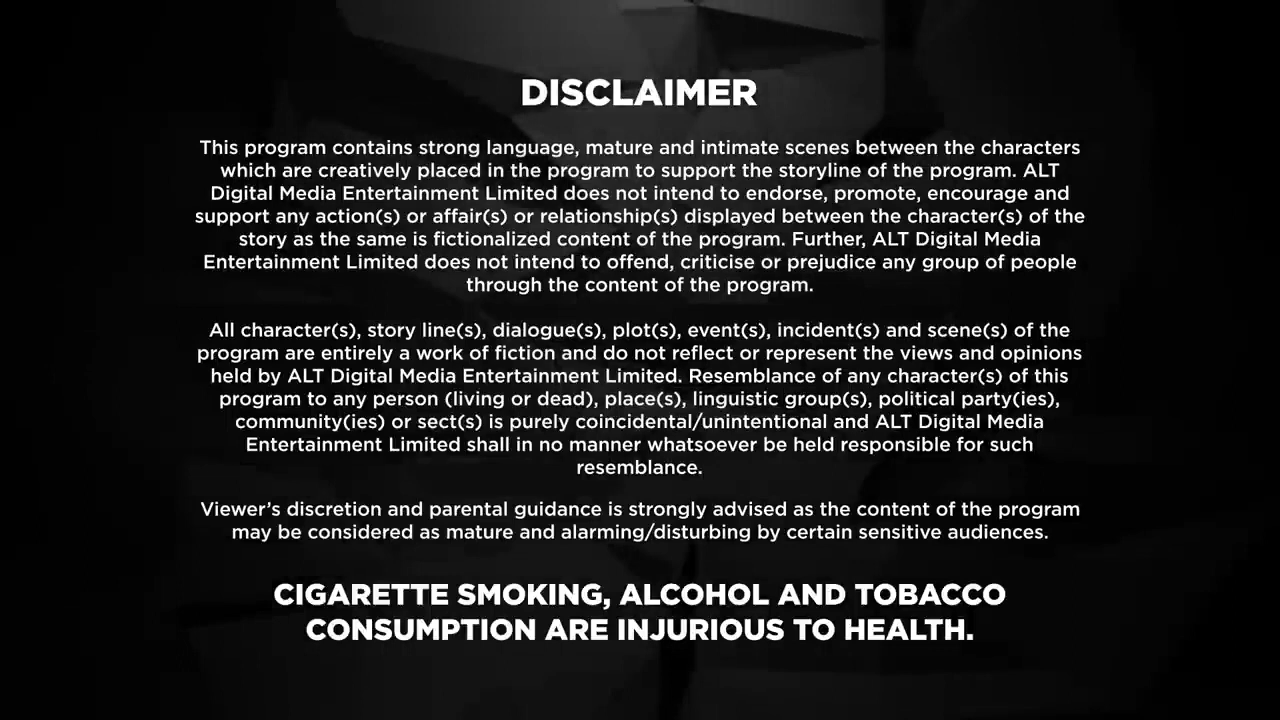 DISCLAIMER
This program contains strong language, mature and intimate scenes between the characters
which are creatively placed in the program to support the storyline of the program. ALT
Digital Media Entertainment Limited does not intend to endorse, promote, encourage and
support any action(s) or affair(s) or relationship(s) displayed between the character(s) of the
story as the same is fictionalized content of the program. Further, ALT Digital Media
Entertainment Limited does not intend to offend, criticise or prejudice any group of people
through the content of the program.
All character(s), story line(s), dialogue(s), plot(s), event(s), incident(s) and scene(s) of the
program are entirely a work of fiction and do not reflect or represent the views and opinions
held by ALT Digital Media Entertainment Limited. Resemblance of any character(s) of this
program to any person (living or dead), place(s), linguistic group(s), political party(ies),
community(ies) or sect(s) is purely coincidental/unintentional and ALT Digital Media
Entertainment Limited shall in no manner whatsoever be held responsible for such
resemblance.
Viewer’s discretion and parental guidance is strongly advised as the content of the program
may be considered as mature and alarming/disturbing by certain sensitive audiences.
CIGARETTE SMOKING, ALCOHOL AND TOBACCO
CONSUMPTION ARE INJURIOUS TO HEALTH.